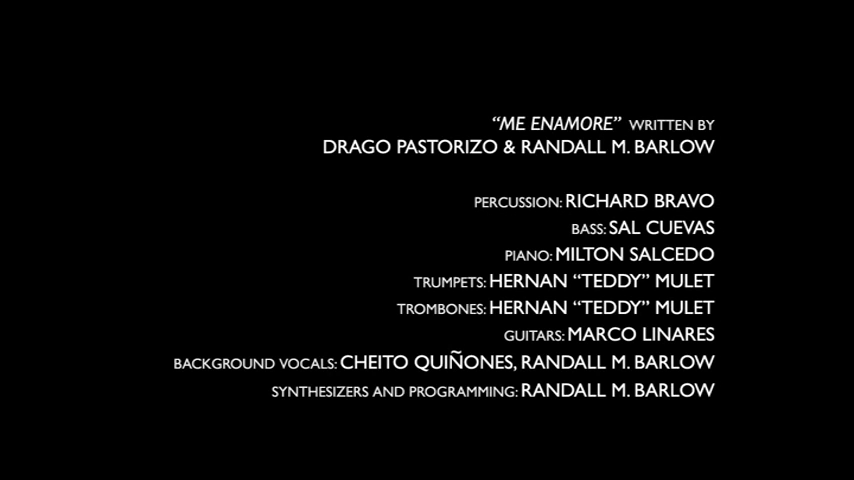 “ME ENAMORE” WRITTEN BY
DRAGO PASTORIZO & RANDALL M. BARLOW
PERCUSSION: RICHARD BRAVO
BASS: SAL CUEVAS
PIANO: MILTON SALCEDO
TRUMPETS: HERNAN “TEDDY” MULET
TROMBONES: HERNAN “TEDDY” MULET
GUITARS: MARCO LINARES
BACKGROUND VOCALS: CHEITO QUIÑONES, RANDALL M. BARLOW
SYNTHESIZERS AND PROGRAMMING: RANDALL M. BARLOW